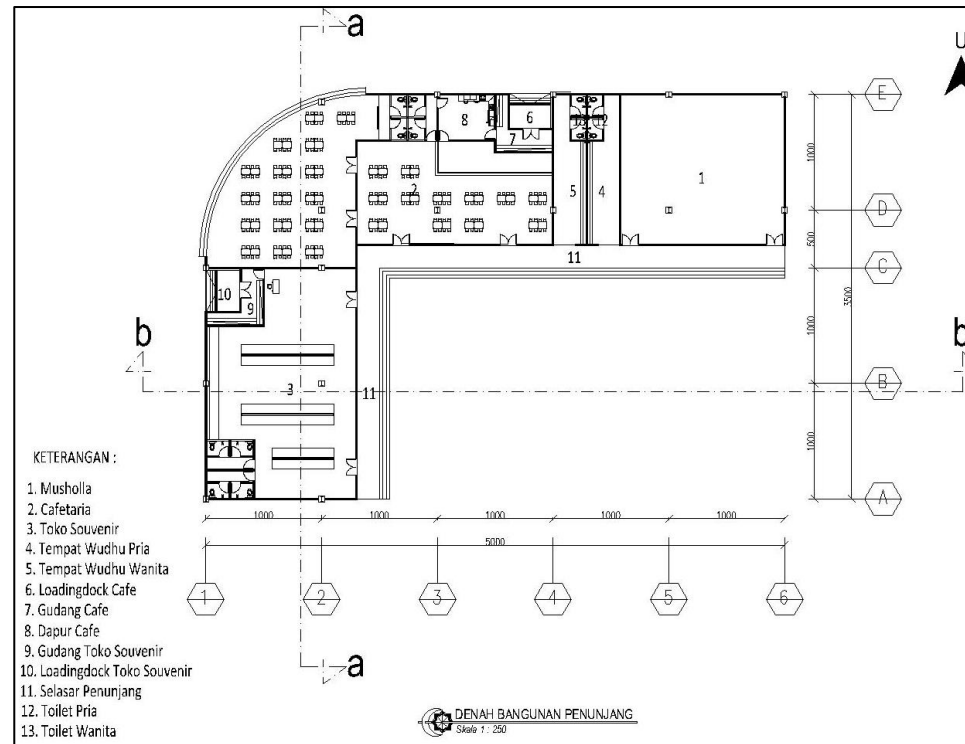 a
U
E
8
6
13
12
7
1000
2
5
4
1
D
500
11
C
10
9
3500
1000
b
b
B
3
11
1000
KETERANGAN :
1. Musholla
2. Cafetaria
3. Toko Souvenir
4. Tempat Wudhu Pria
5. Tempat Wudhu Wanita
6. Loadingdock Cafe
7. Gudang Cafe
8. Dapur Cafe
9. Gudang Toko Souvenir
10. Loadingdock Toko Souvenir
11. Selasar Penunjang
12. Toilet Pria
13. Toilet Wanita
A
1000 1000 1000 1000 1000
5000
1 2 3 4 5 6
a
DENAH BANGUNAN PENUNJANG
Skala 1 : 250